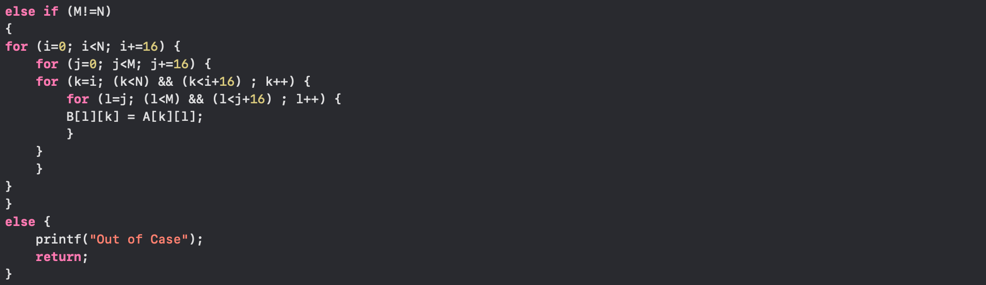 else if (M!=N)
{
for (i=0; i<N; i+=16) {
    for (j=0; j<M; j+=16) {
    for (k=i; (k<N) && (k<i+16) ; k++) {
        for (l=j; (l<M) && (l<j+16) ; l++) {
        B[l][k] = A[k][l];
        }
    }
    }
}
}
else {
    printf("Out of Case");
    return;
}